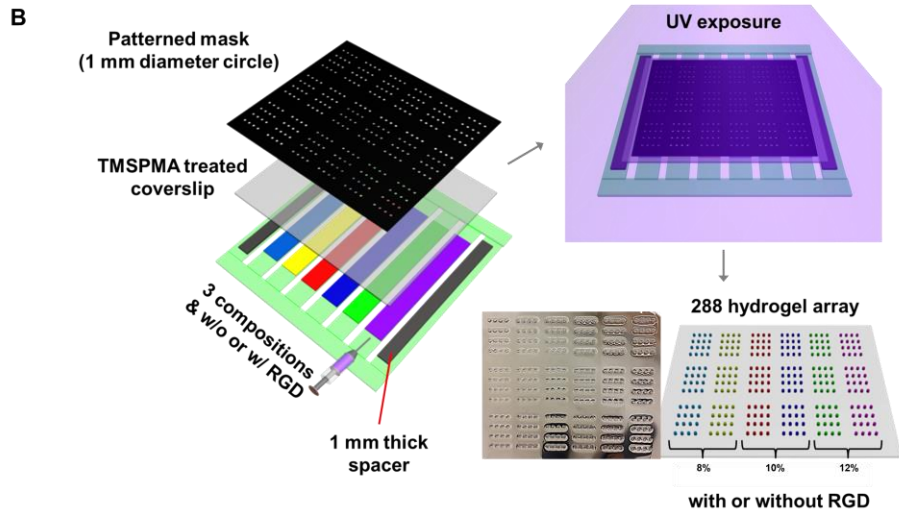 B
Patterned mask
(1 mm diameter circle)
UV exposure
TMSPMA treated
coverslip
3 compositions
& w/o or w/ RGD
1 mm thick
spacer
288 hydrogel array
8%
10%
12%
with or without RGD